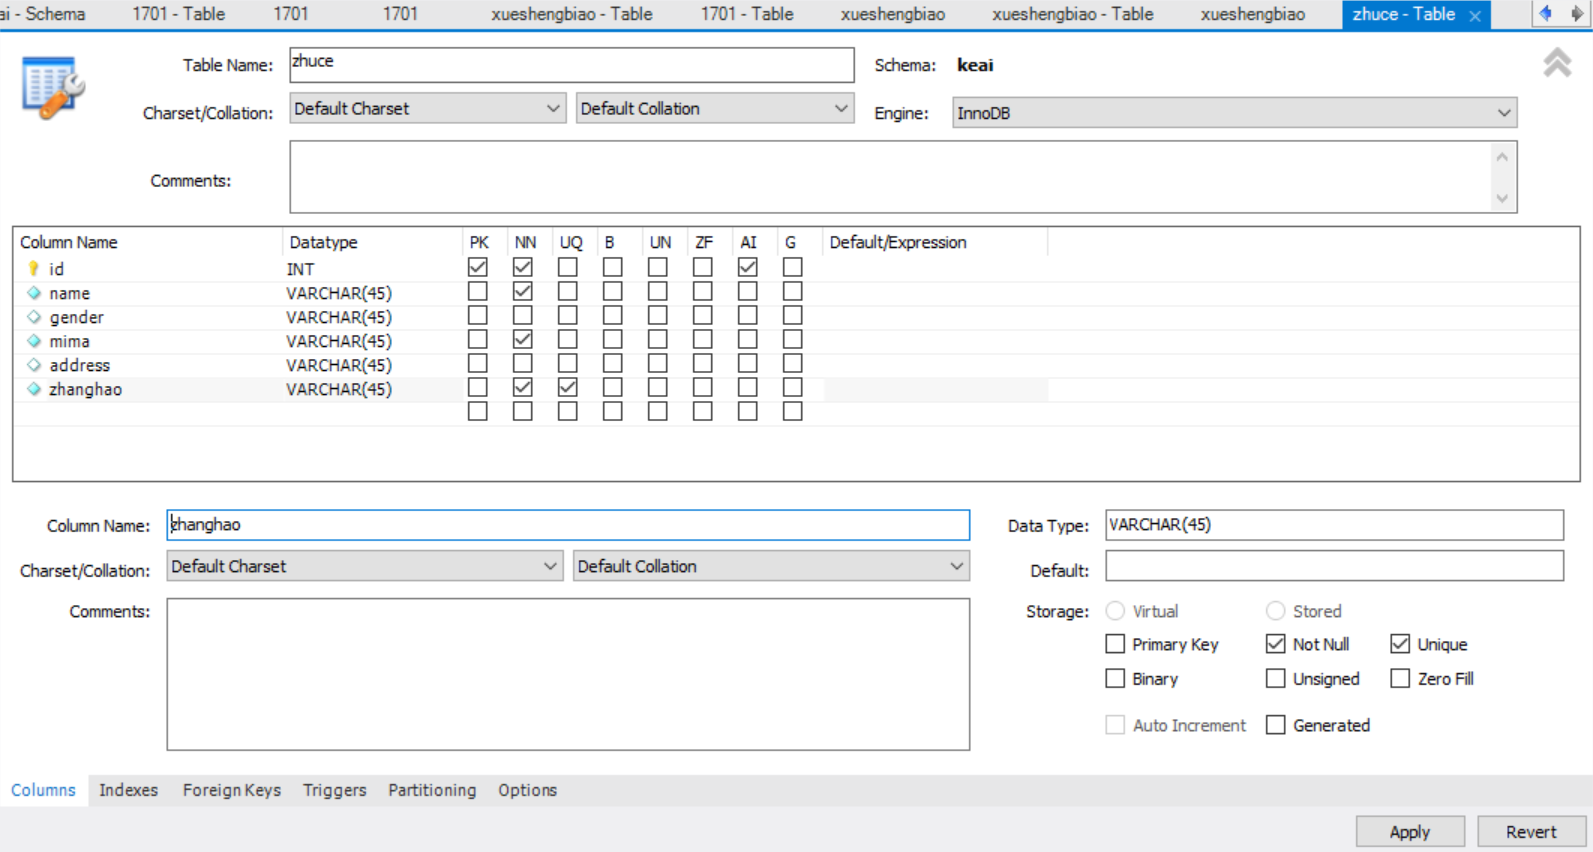 ai - Schema 1701 - Table 1701 1701 xueshengbiao - Table 1701 - Table xueshengbiao xueshengbiao - Table xueshengbiao zhuce - Table
Table Name: zhuce Schema: keai
Charset/Collation: Default Charset Default Collation Engine: InnoDB
Comments:
Column Name Datatype PK NN UQ B UN ZF AI G Default/Expression
id INT
name VARCHAR(45)
gender VARCHAR(45)
mima VARCHAR(45)
address VARCHAR(45)
zhanghao VARCHAR(45)
Column Name: zhanghao Data Type: VARCHAR(45)
Charset/Collation: Default Charset Default Collation Default:
Comments: Storage: Virtual Stored
Primary Key Not Null Unique
Binary Unsigned Zero Fill
Auto Increment Generated
Columns Indexes Foreign Keys Triggers Partitioning Options
Apply Revert